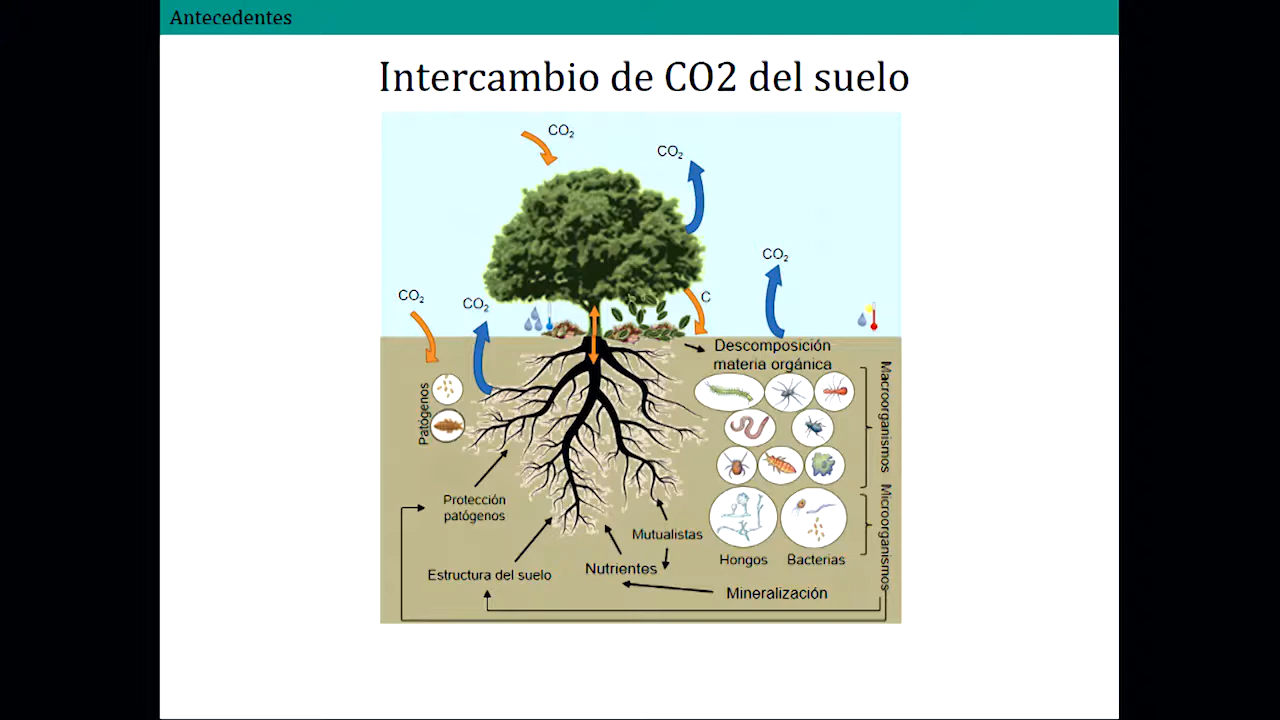 Antecedentes
Intercambio de CO2 del suelo
CO₂
CO₂
CO₂
CO₂
CO₂
C
Descomposición
materia orgánica
Patógenos
Macroorganismos
Microorganismos
Protección
patógenos
Mutualistas
Hongos
Bacterias
Nutrientes
Estructura del suelo
Mineralización